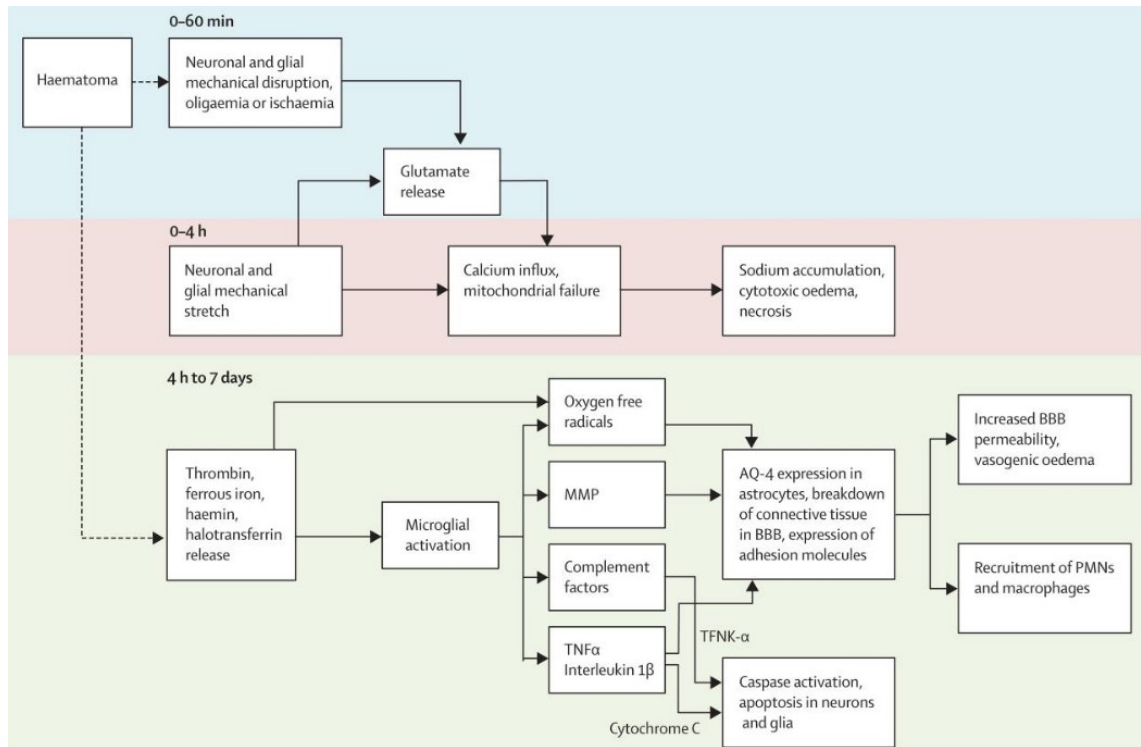 0–60 min
Haematoma
Neuronal and glial
mechanical disruption,
oligaemia or ischaemia
Glutamate
release
0–4 h
Neuronal and
glial mechanical
stretch
Calcium influx,
mitochondrial failure
Sodium accumulation,
cytotoxic oedema,
necrosis
4 h to 7 days
Thrombin,
ferrous iron,
haemin,
halotransferrin
release
Microglial
activation
Oxygen free
radicals
MMP
Complement
factors
TNFα
Interleukin 1β
AQ-4 expression in
astrocytes, breakdown
of connective tissue
in BBB, expression of
adhesion molecules
TFNK-α
Cytochrome C
Caspase activation,
apoptosis in neurons
and glia
Increased BBB
permeability,
vasogenic oedema
Recruitment of PMNs
and macrophages